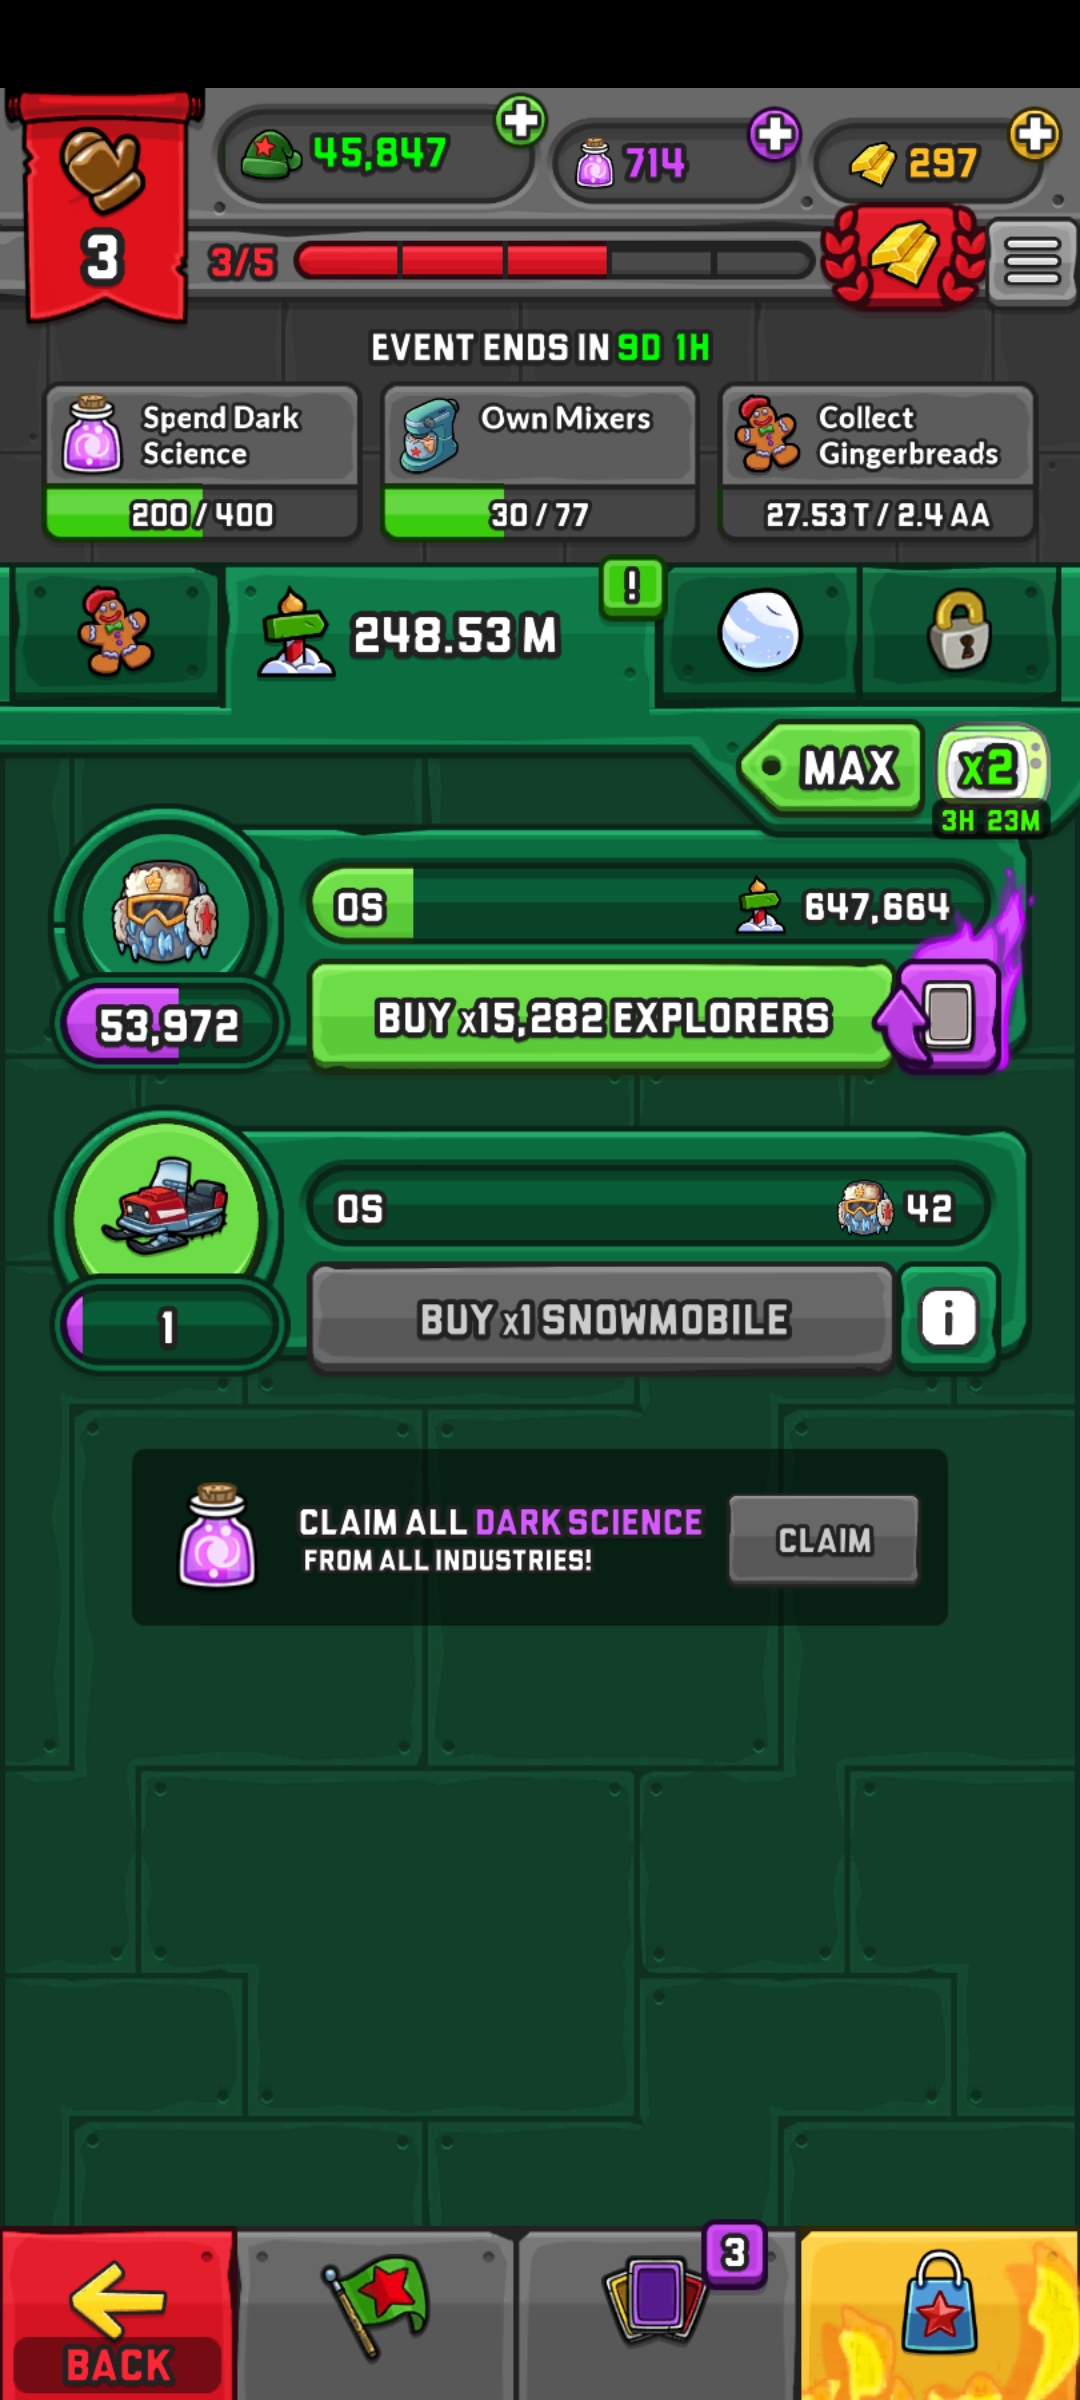 45,847
714
297
3
3/5
EVENT ENDS IN 9D 1H
Spend Dark
Science
200 / 400
Own Mixers
30 / 77
Collect
Gingerbreads
27.53 T / 2.4 AA
248.53 M
!
MAX
x2
3H 23M
0S
647,664
53,972
BUY x15,282 EXPLORERS
0S
42
1
BUY x1 SNOWMOBILE
i
CLAIM ALL DARK SCIENCE
FROM ALL INDUSTRIES!
CLAIM
3
BACK